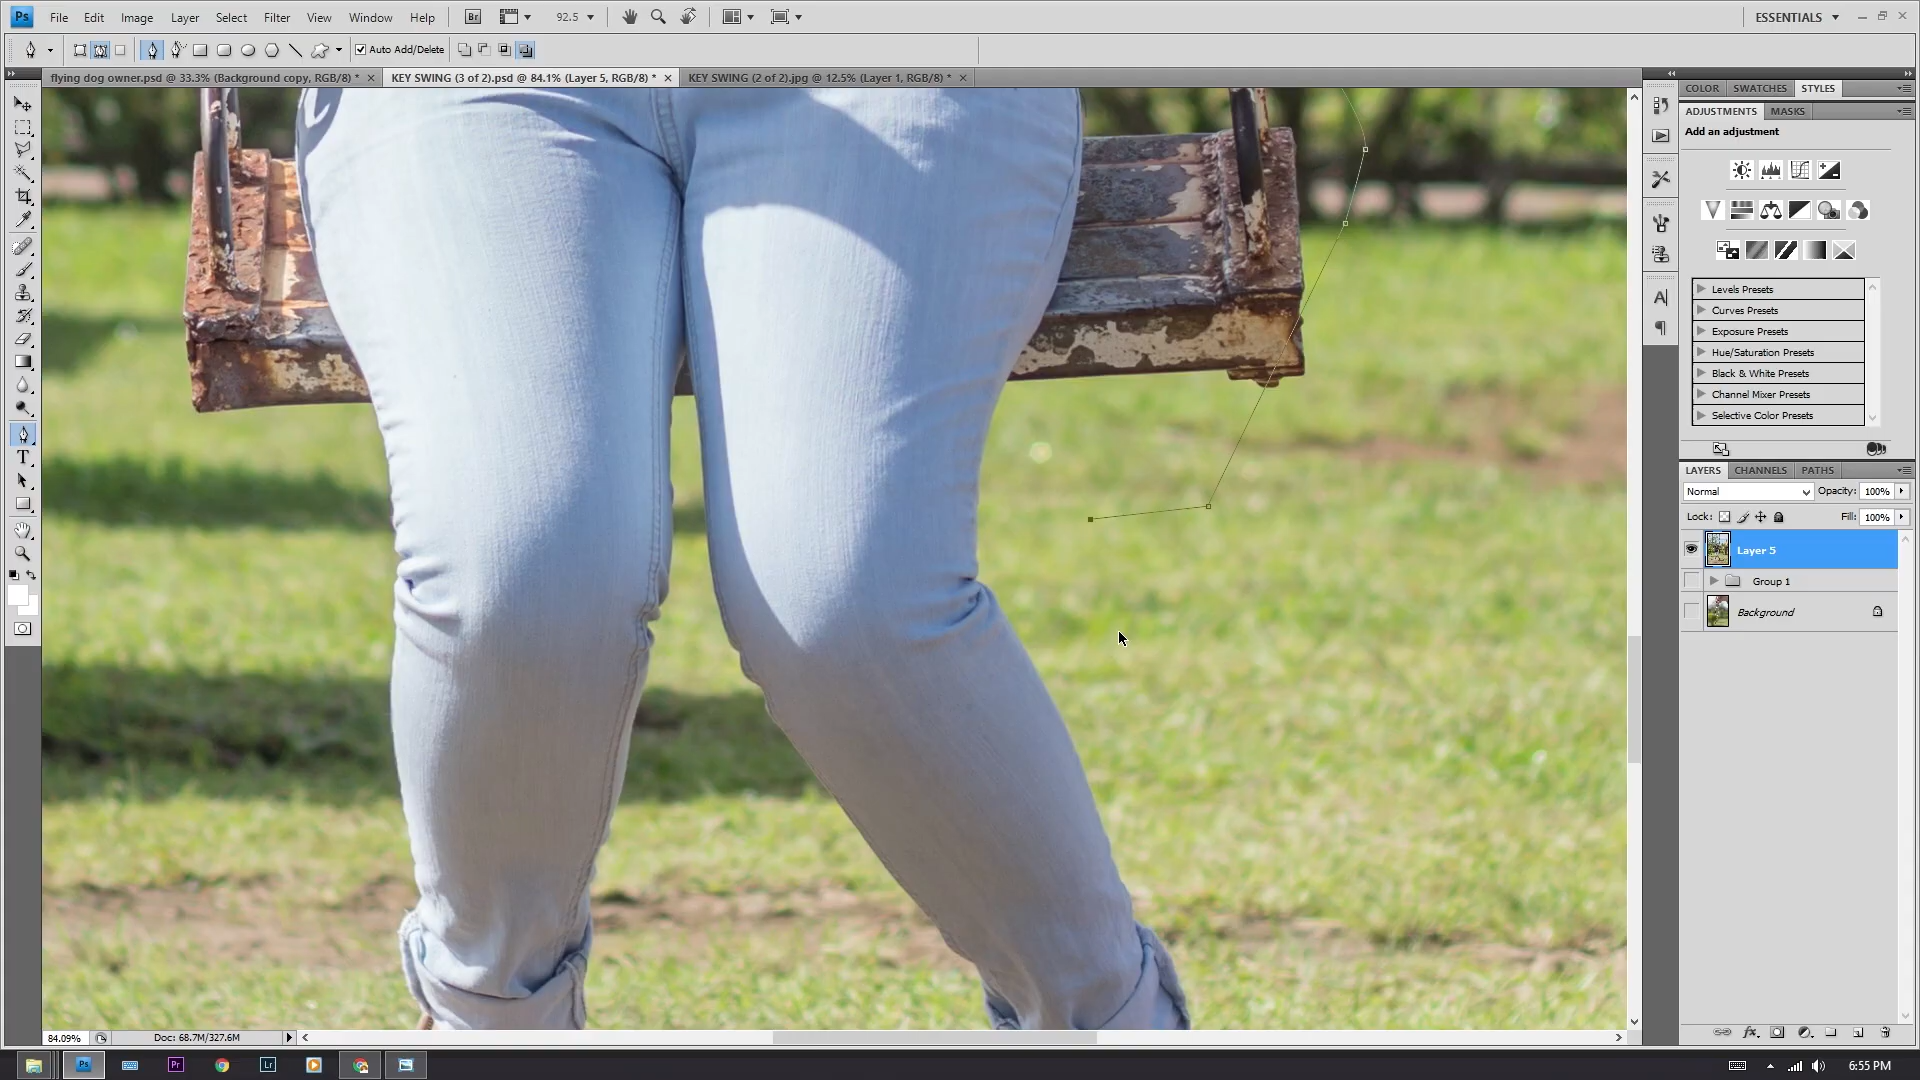 Ps File Edit Image Layer Select Filter View Window Help Br 92.5 ESSENTIALS
Auto Add/Delete
flying dog owner.psd @ 33.3% (Background copy, RGB/8) * KEY SWING (3 of 2).psd @ 84.1% (Layer 5, RGB/8) * KEY SWING (2 of 2).jpg @ 12.5% (Layer 1, RGB/8) *
COLOR SWATCHES STYLES
ADJUSTMENTS MASKS
Add an adjustment
Levels Presets
Curves Presets
Exposure Presets
Hue/Saturation Presets
Black & White Presets
Channel Mixer Presets
Selective Color Presets
LAYERS CHANNELS PATHS
Normal Opacity: 100%
Lock: Fill: 100%
Layer 5
Group 1
Background
84.09% Doc: 68.7M/327.6M
Ps Pr Lr 6:55 PM